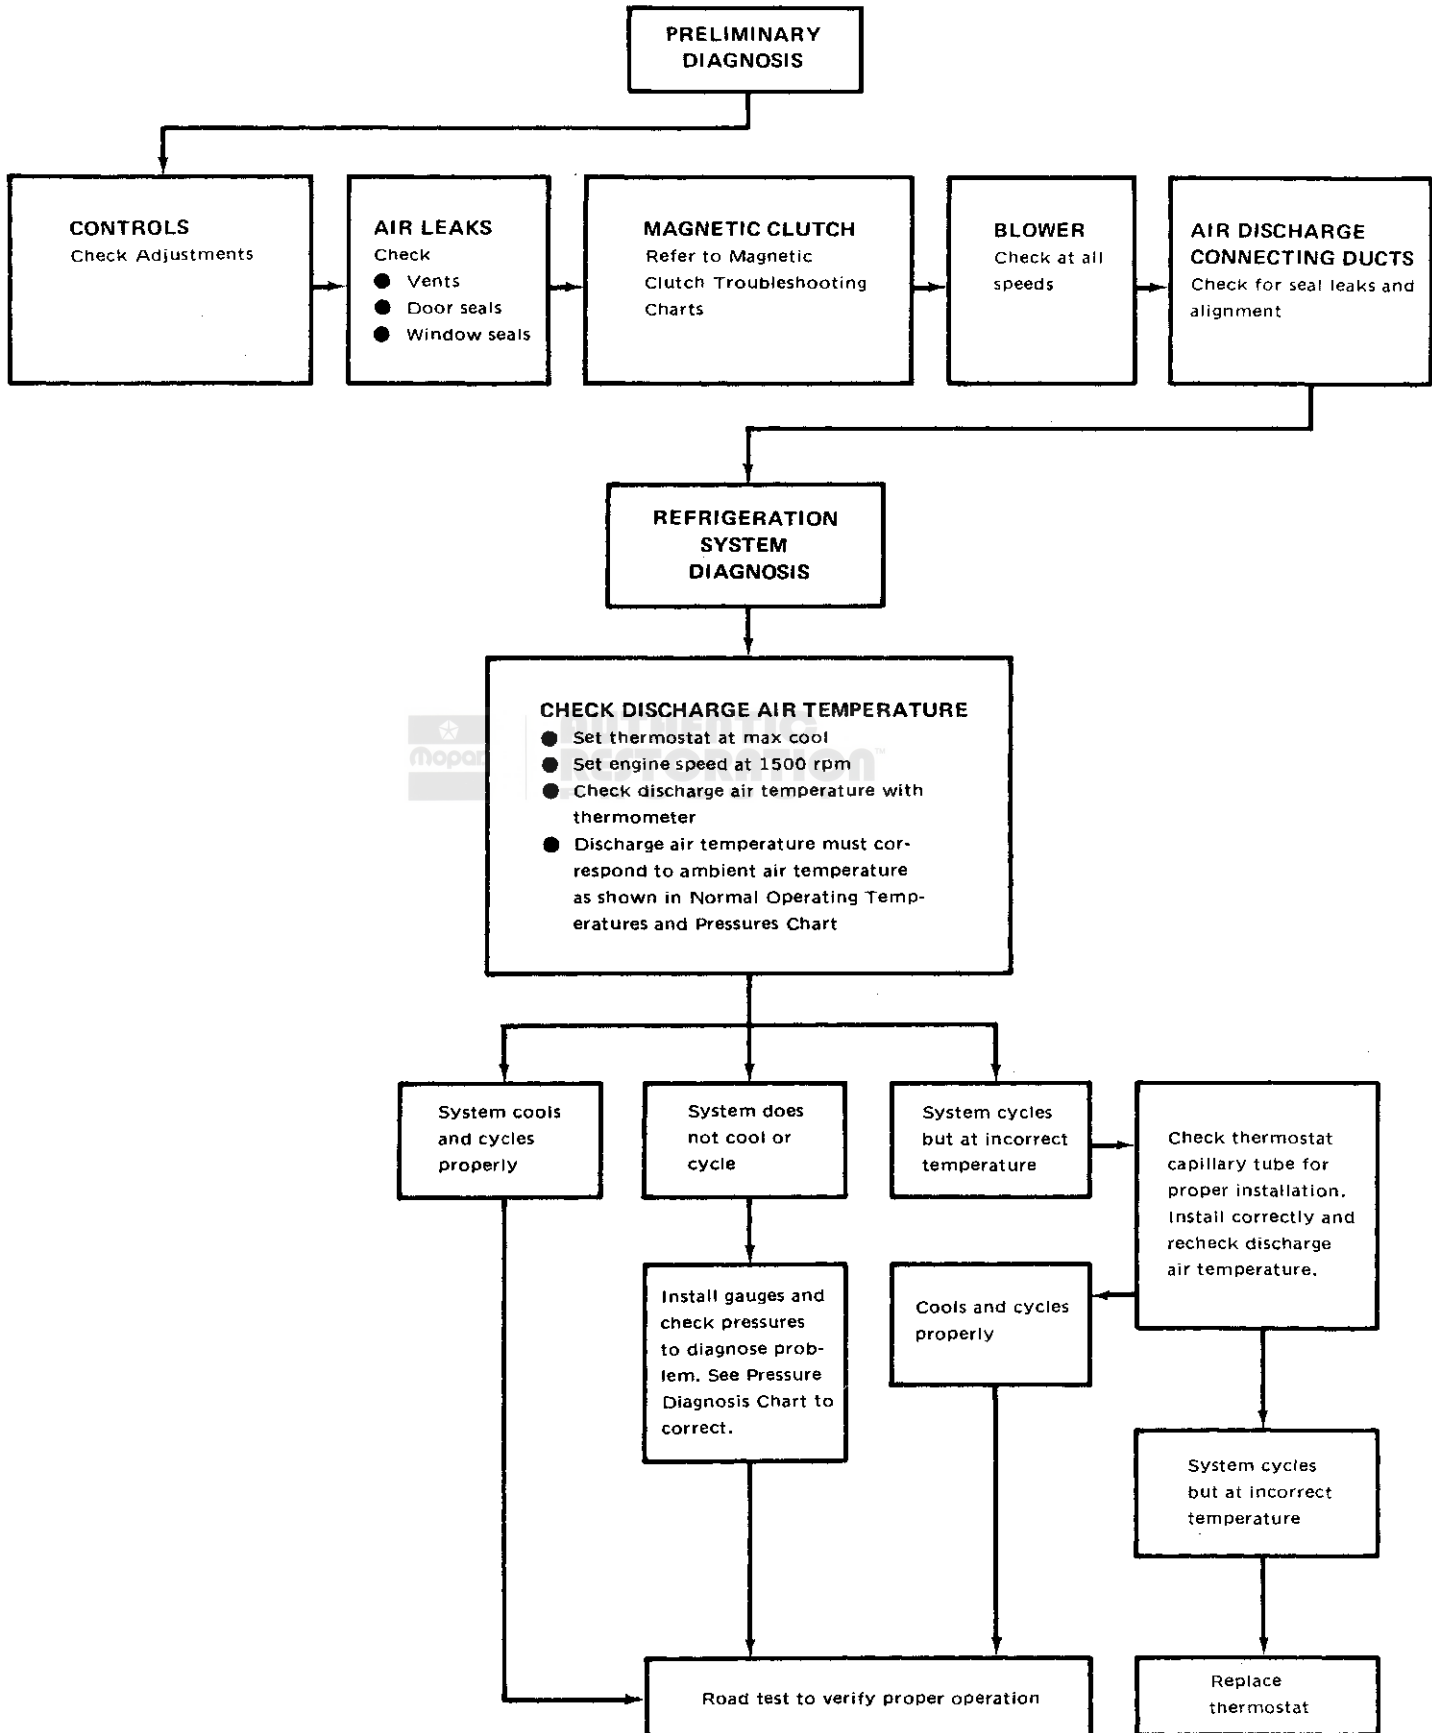 PRELIMINARY
DIAGNOSIS
CONTROLS
Check Adjustments
AIR LEAKS
Check
● Vents
● Door seals
● Window seals
MAGNETIC CLUTCH
Refer to Magnetic
Clutch Troubleshooting
Charts
BLOWER
Check at all
speeds
AIR DISCHARGE
CONNECTING DUCTS
Check for seal leaks and
alignment
REFRIGERATION
SYSTEM
DIAGNOSIS
CHECK DISCHARGE AIR TEMPERATURE
● Set thermostat at max cool
● Set engine speed at 1500 rpm
● Check discharge air temperature with
thermometer
● Discharge air temperature must cor-
respond to ambient air temperature
as shown in Normal Operating Temp-
eratures and Pressures Chart
Mopar
AUTHENTIC
RESTORATION™
System cools
and cycles
properly
System does
not cool or
cycle
System cycles
but at incorrect
temperature
Check thermostat
capillary tube for
proper installation.
Install correctly and
recheck discharge
air temperature.
Install gauges and
check pressures
to diagnose prob-
lem. See Pressure
Diagnosis Chart to
correct.
Cools and cycles
properly
System cycles
but at incorrect
temperature
Road test to verify proper operation
Replace
thermostat